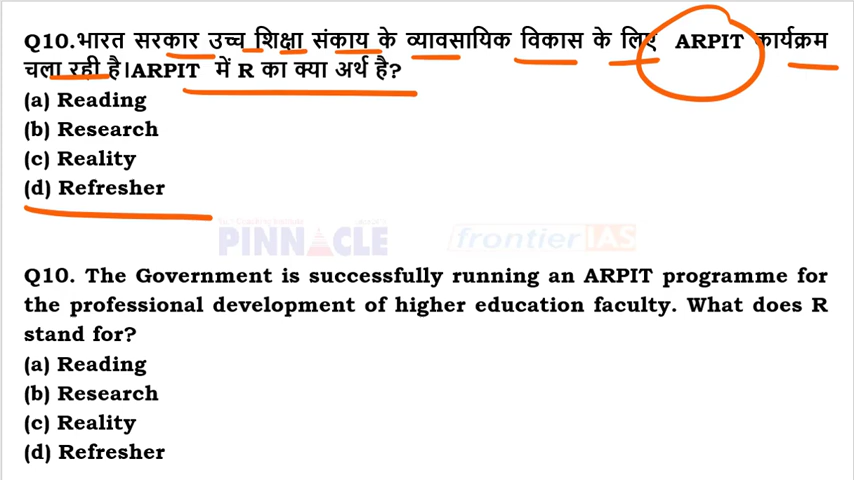 Q10.भारत सरकार उच्च शिक्षा संकाय के व्यावसायिक विकास के लिए ARPIT कार्यक्रम
चला रही है।ARPIT में R का क्या अर्थ है?
(a) Reading
(b) Research
(c) Reality
(d) Refresher
PINNACLE frontier IAS
Q10. The Government is successfully running an ARPIT programme for
the professional development of higher education faculty. What does R
stand for?
(a) Reading
(b) Research
(c) Reality
(d) Refresher